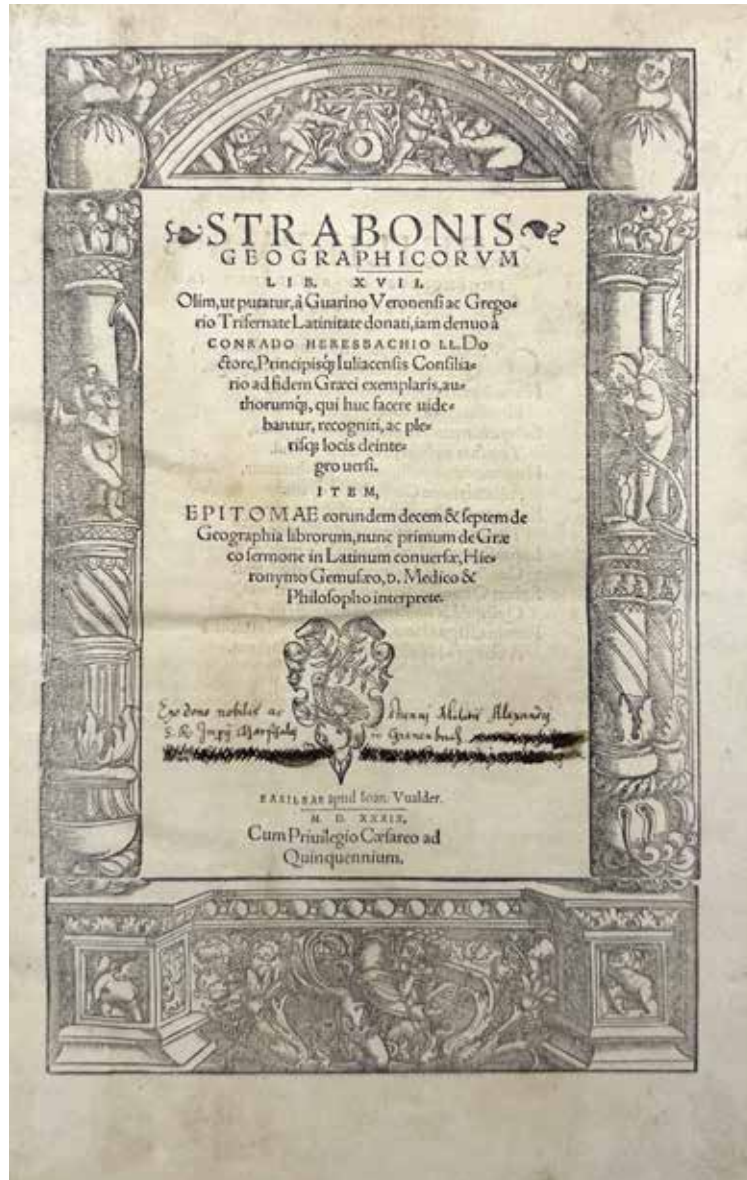 STRABONIS
GEOGRAPHICORVM
LIB. XVII.
Olim, ut putatur, à Guarino Veronenſi ac Grego-
rio Trifernate Latinitate donati, iam denuo à
CONRADO HERESBACHIO LL. Do
ctore, Principisq́; Iuliacenſis Conſilia-
rio ad fidem Græci exemplaris, au-
thorumq́;, qui huc facere uide-
bantur, recogniti, ac ple-
riſq; locis deinte-
gro uerſi.
ITEM,
EPITOMAE eorundem decem & ſeptem de
Geographia librorum, nunc primum de Græ
co ſermone in Latinum conuerſæ, Hie-
ronymo Gemuſæo, D. Medico &
Philoſopho interprete.
Ex dono nobilis ac Militis Alexandri
S. R. Impÿ
BASILEAE apud Ioan. Vualder.
M. D. XXXIX.
Cum Priuilegio Cæſareo ad
Quinquennium.